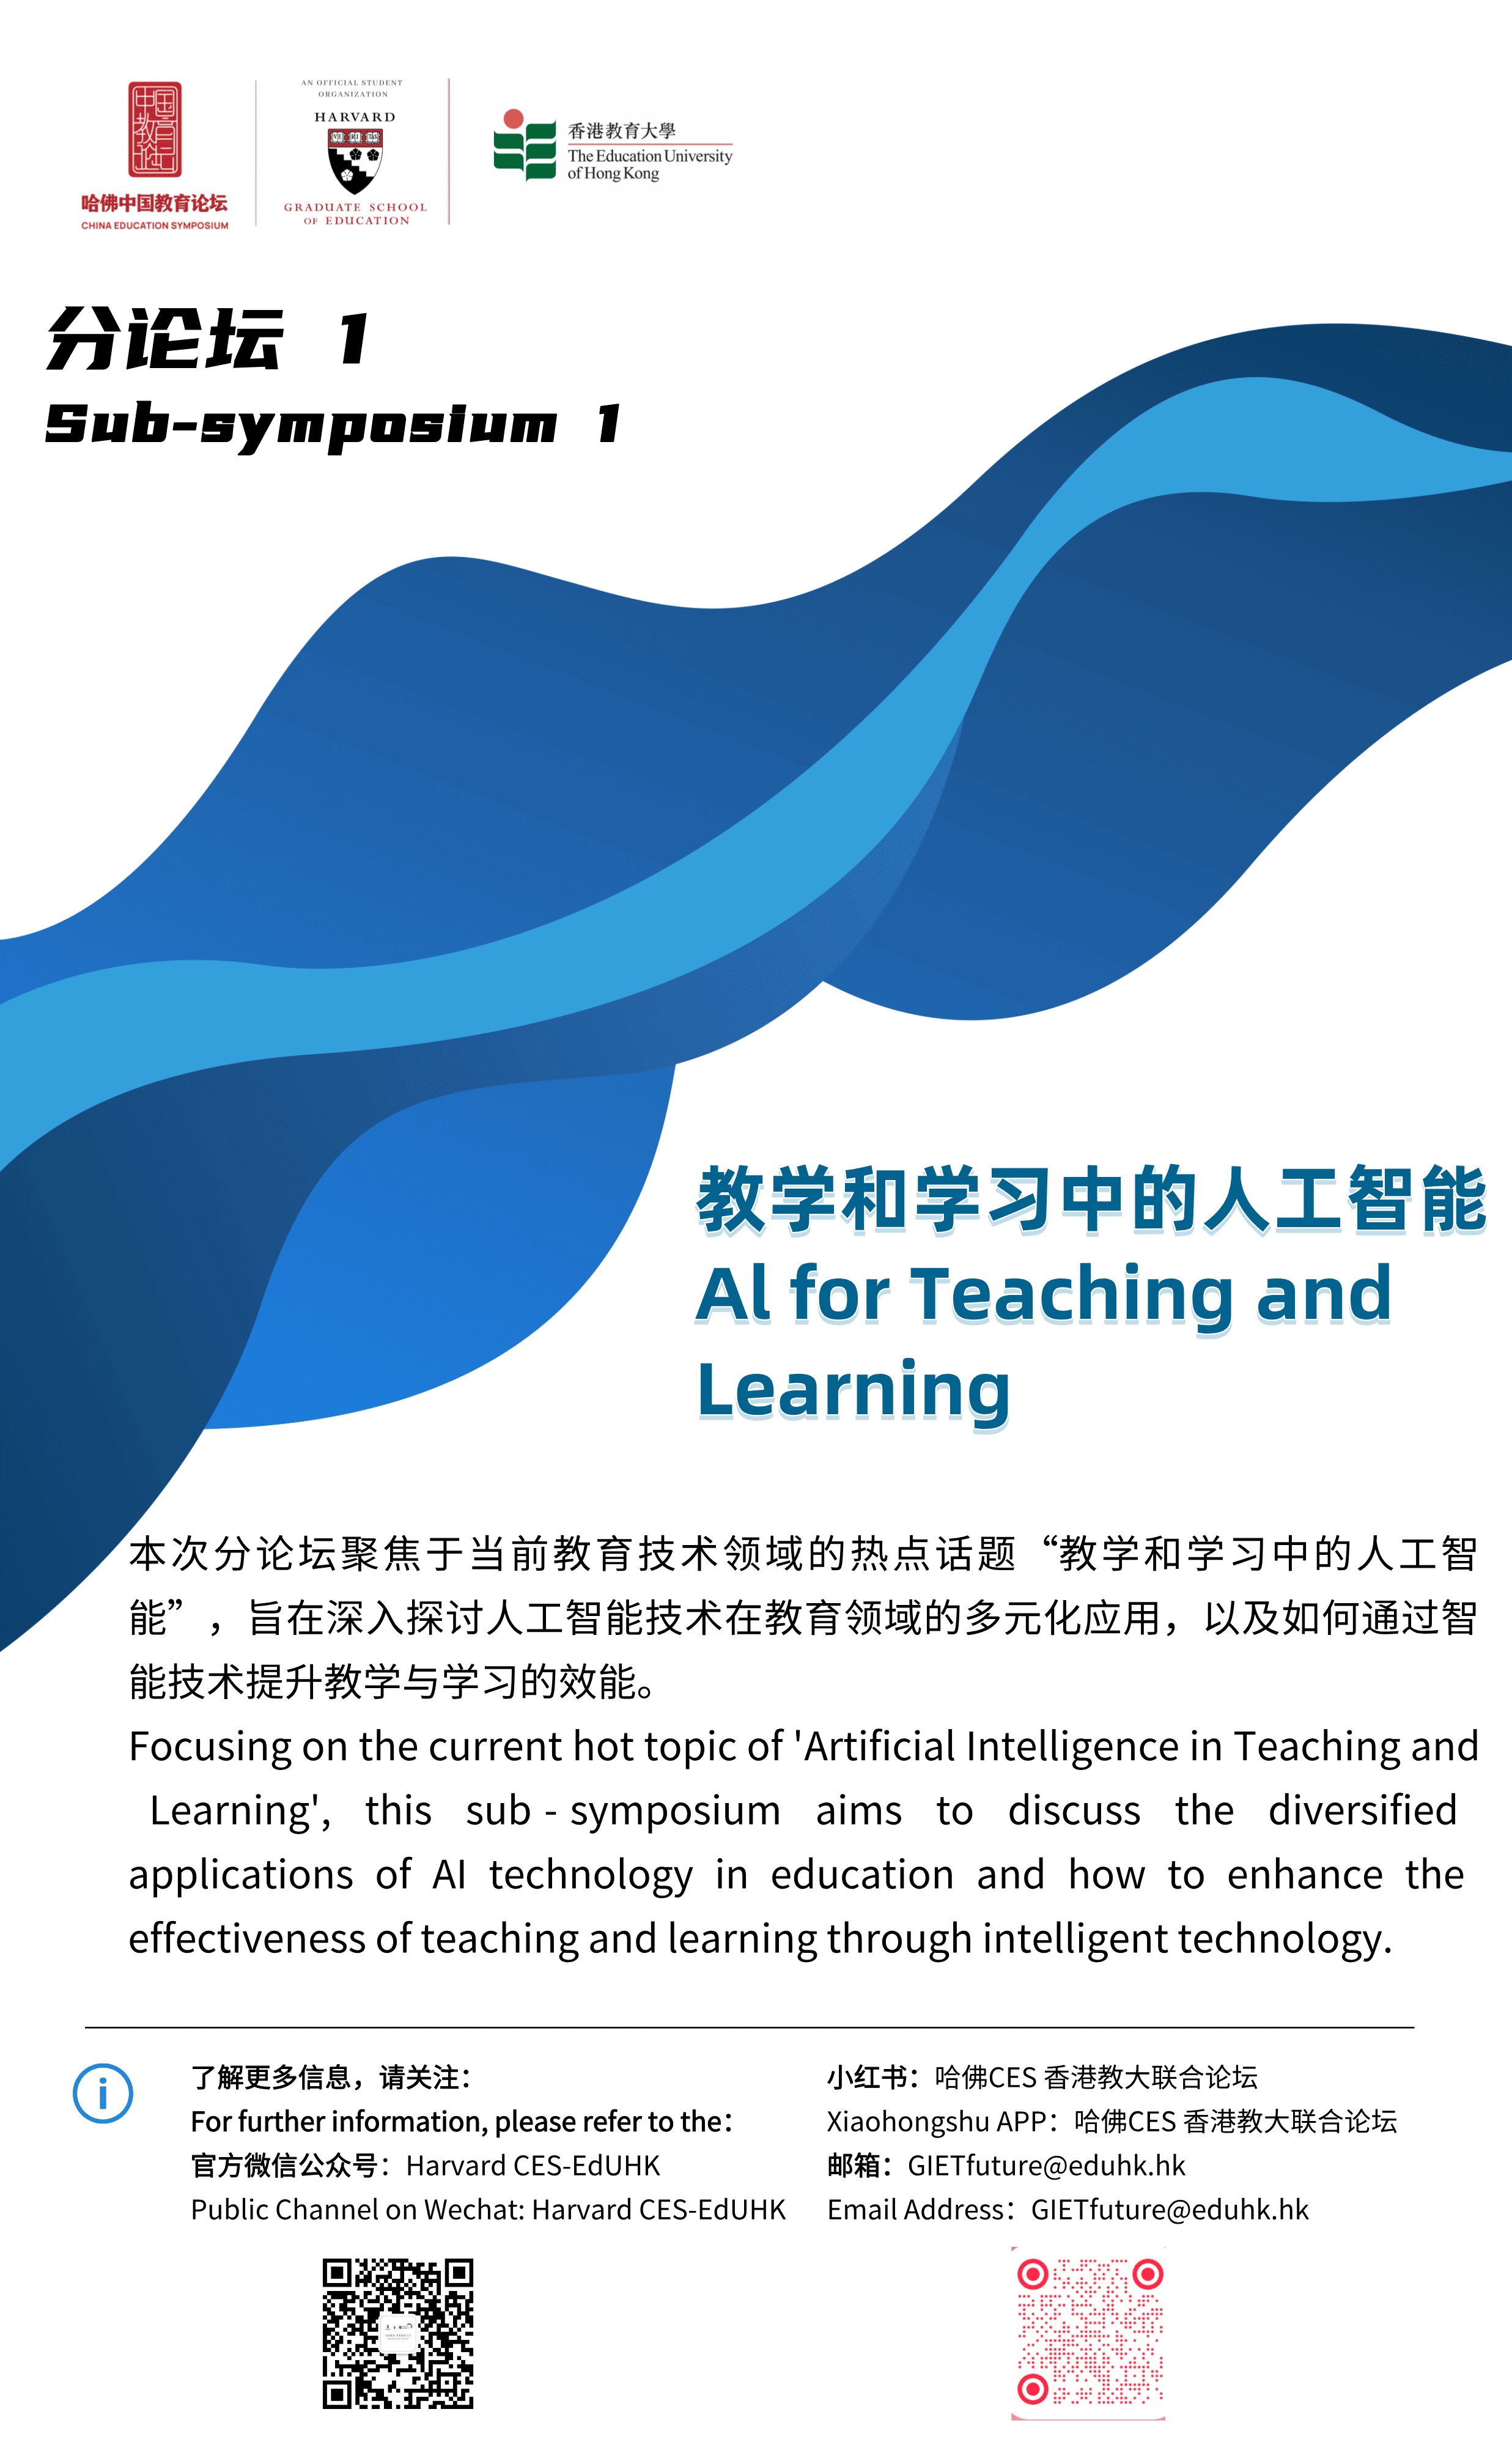 中国教育论坛
哈佛中国教育论坛
CHINA EDUCATION SYMPOSIUM
AN OFFICIAL STUDENT
ORGANIZATION
HARVARD
VE RI TAS
GRADUATE SCHOOL
OF EDUCATION
香港教育大學
The Education University
of Hong Kong
分论坛 1
Sub-symposium 1
教学和学习中的人工智能
AI for Teaching and
Learning
本次分论坛聚焦于当前教育技术领域的热点话题“教学和学习中的人工智
能”，旨在深入探讨人工智能技术在教育领域的多元化应用，以及如何通过智
能技术提升教学与学习的效能。
Focusing on the current hot topic of 'Artificial Intelligence in Teaching and
Learning', this sub-symposium aims to discuss the diversified
applications of AI technology in education and how to enhance the
effectiveness of teaching and learning through intelligent technology.
了解更多信息，请关注：
For further information, please refer to the：
官方微信公众号：Harvard CES-EdUHK
Public Channel on Wechat: Harvard CES-EdUHK
小红书：哈佛CES 香港教大联合论坛
Xiaohongshu APP：哈佛CES 香港教大联合论坛
邮箱：GIETfuture@eduhk.hk
Email Address：GIETfuture@eduhk.hk